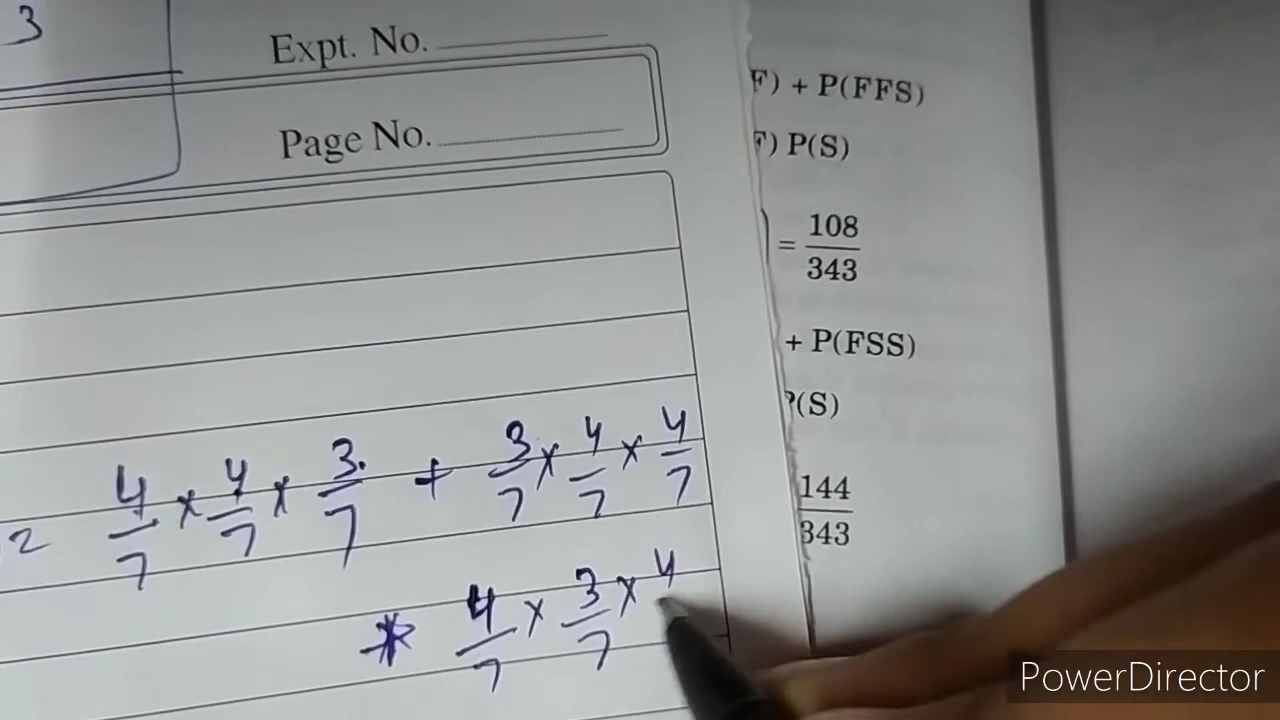 3
Expt. No.
Page No.
F) + P(FFS)
F) P(S)
) = 108/343
+ P(FSS)
P(S)
144/343
= 4/7 × 4/7 × 3/7 + 3/7 × 4/7 × 4/7
* 4/7 × 3/7 × 4
PowerDirector